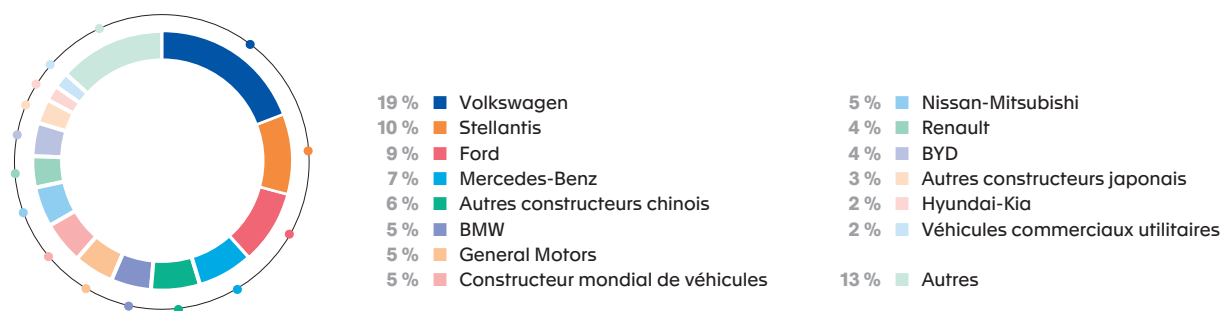 19 % Volkswagen
10 % Stellantis
9 % Ford
7 % Mercedes-Benz
6 % Autres constructeurs chinois
5 % BMW
5 % General Motors
5 % Constructeur mondial de véhicules
5 % Nissan-Mitsubishi
4 % Renault
4 % BYD
3 % Autres constructeurs japonais
2 % Hyundai-Kia
2 % Véhicules commerciaux utilitaires
13 % Autres